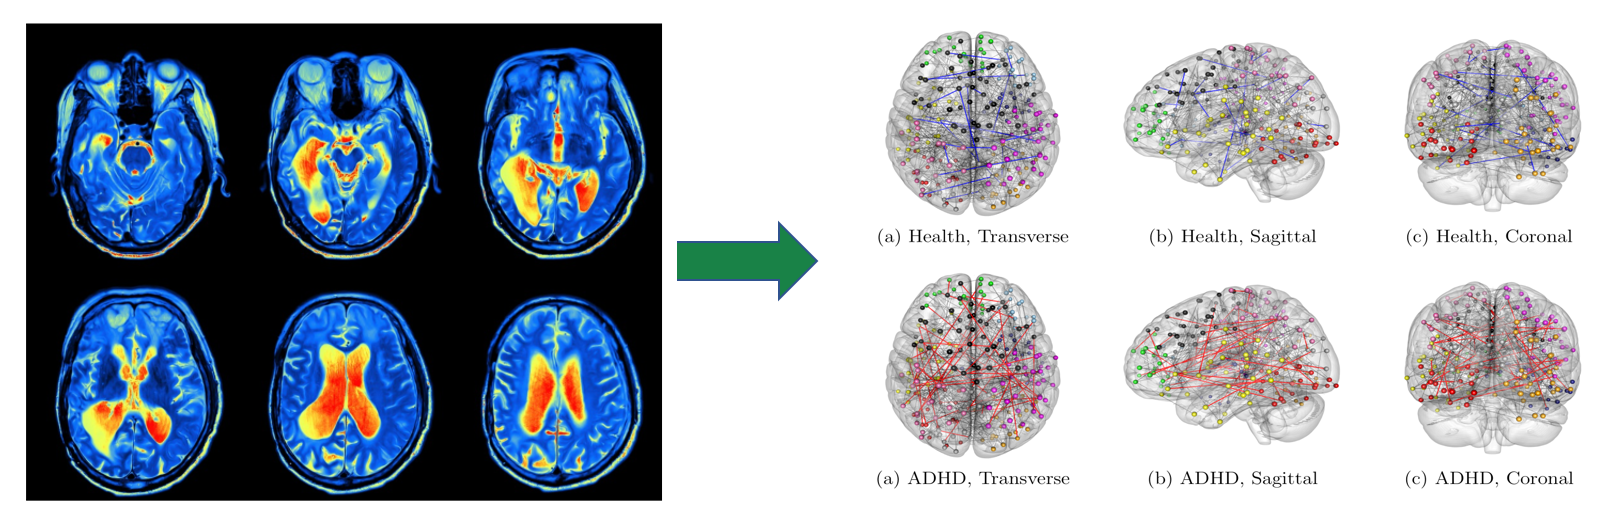 (a) Health, Transverse
(b) Health, Sagittal
(c) Health, Coronal
(a) ADHD, Transverse
(b) ADHD, Sagittal
(c) ADHD, Coronal